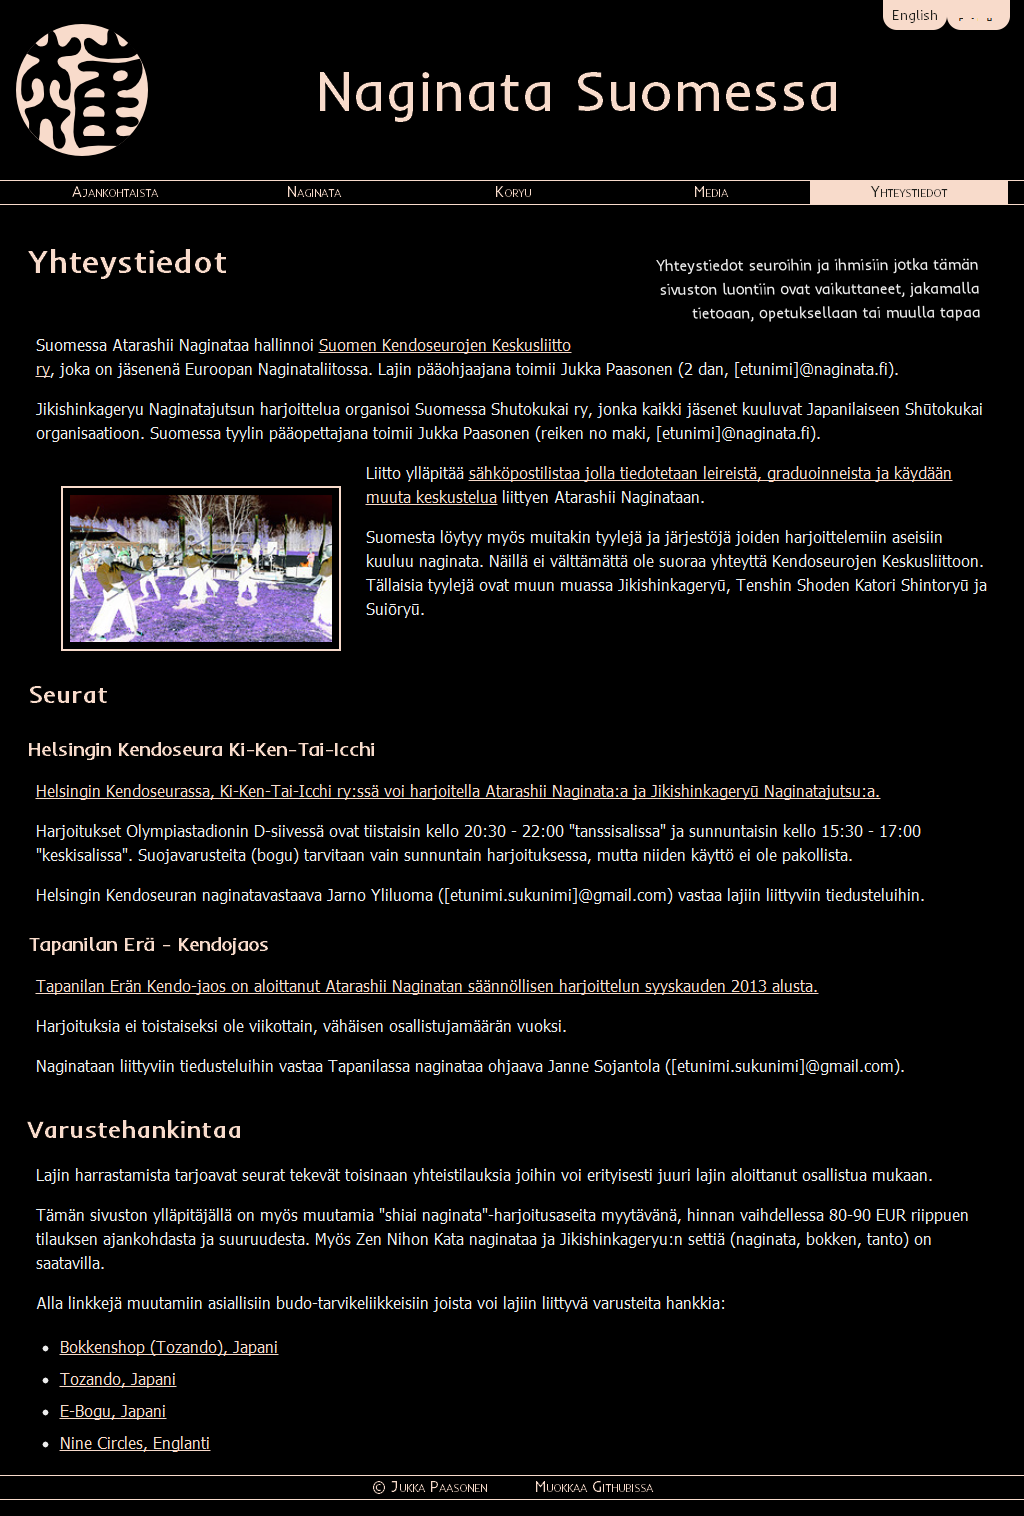 English
Naginata Suomessa
Ajankohtaista
Naginata
Koryu
Media
Yhteystiedot
Yhteystiedot
Yhteystiedot seuroihin ja ihmisiin jotka tämän
sivuston luontiin ovat vaikuttaneet, jakamalla
tietoaan, opetuksellaan tai muulla tapaa
Suomessa Atarashii Naginataa hallinnoi Suomen Kendoseurojen Keskusliitto
ry, joka on jäsenenä Euroopan Naginataliitossa. Lajin pääohjaajana toimii Jukka Paasonen (2 dan, [etunimi]@naginata.fi).
Jikishinkageryu Naginatajutsun harjoittelua organisoi Suomessa Shutokukai ry, jonka kaikki jäsenet kuuluvat Japanilaiseen Shūtokukai
organisaatioon. Suomessa tyylin pääopettajana toimii Jukka Paasonen (reiken no maki, [etunimi]@naginata.fi).
Liitto ylläpitää sähköpostilistaa jolla tiedotetaan leireistä, graduoinneista ja käydään
muuta keskustelua liittyen Atarashii Naginataan.
Suomesta löytyy myös muitakin tyylejä ja järjestöjä joiden harjoittelemiin aseisiin
kuuluu naginata. Näillä ei välttämättä ole suoraa yhteyttä Kendoseurojen Keskusliittoon.
Tällaisia tyylejä ovat muun muassa Jikishinkageryū, Tenshin Shoden Katori Shintoryū ja
Suiōryū.
Seurat
Helsingin Kendoseura Ki-Ken-Tai-Icchi
Helsingin Kendoseurassa, Ki-Ken-Tai-Icchi ry:ssä voi harjoitella Atarashii Naginata:a ja Jikishinkageryū Naginatajutsu:a.
Harjoitukset Olympiastadionin D-siivessä ovat tiistaisin kello 20:30 - 22:00 "tanssisalissa" ja sunnuntaisin kello 15:30 - 17:00
"keskisalissa". Suojavarusteita (bogu) tarvitaan vain sunnuntain harjoituksessa, mutta niiden käyttö ei ole pakollista.
Helsingin Kendoseuran naginatavastaava Jarno Yliluoma ([etunimi.sukunimi]@gmail.com) vastaa lajiin liittyviin tiedusteluihin.
Tapanilan Erä - Kendojaos
Tapanilan Erän Kendo-jaos on aloittanut Atarashii Naginatan säännöllisen harjoittelun syyskauden 2013 alusta.
Harjoituksia ei toistaiseksi ole viikottain, vähäisen osallistujamäärän vuoksi.
Naginataan liittyviin tiedusteluihin vastaa Tapanilassa naginataa ohjaava Janne Sojantola ([etunimi.sukunimi]@gmail.com).
Varustehankintaa
Lajin harrastamista tarjoavat seurat tekevät toisinaan yhteistilauksia joihin voi erityisesti juuri lajin aloittanut osallistua mukaan.
Tämän sivuston ylläpitäjällä on myös muutamia "shiai naginata"-harjoitusaseita myytävänä, hinnan vaihdellessa 80-90 EUR riippuen
tilauksen ajankohdasta ja suuruudesta. Myös Zen Nihon Kata naginataa ja Jikishinkageryu:n settiä (naginata, bokken, tanto) on
saatavilla.
Alla linkkejä muutamiin asiallisiin budo-tarvikeliikkeisiin joista voi lajiin liittyvä varusteita hankkia:
Bokkenshop (Tozando), Japani
Tozando, Japani
E-Bogu, Japani
Nine Circles, Englanti
© Jukka Paasonen
Muokkaa Githubissa